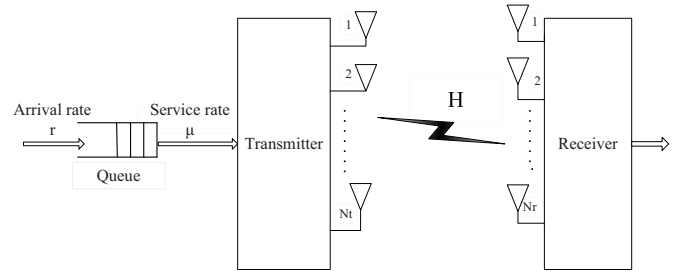 Arrival rate
r
Queue
Service rate
μ
Transmitter
1
2
Nt
H
1
2
Nr
Receiver